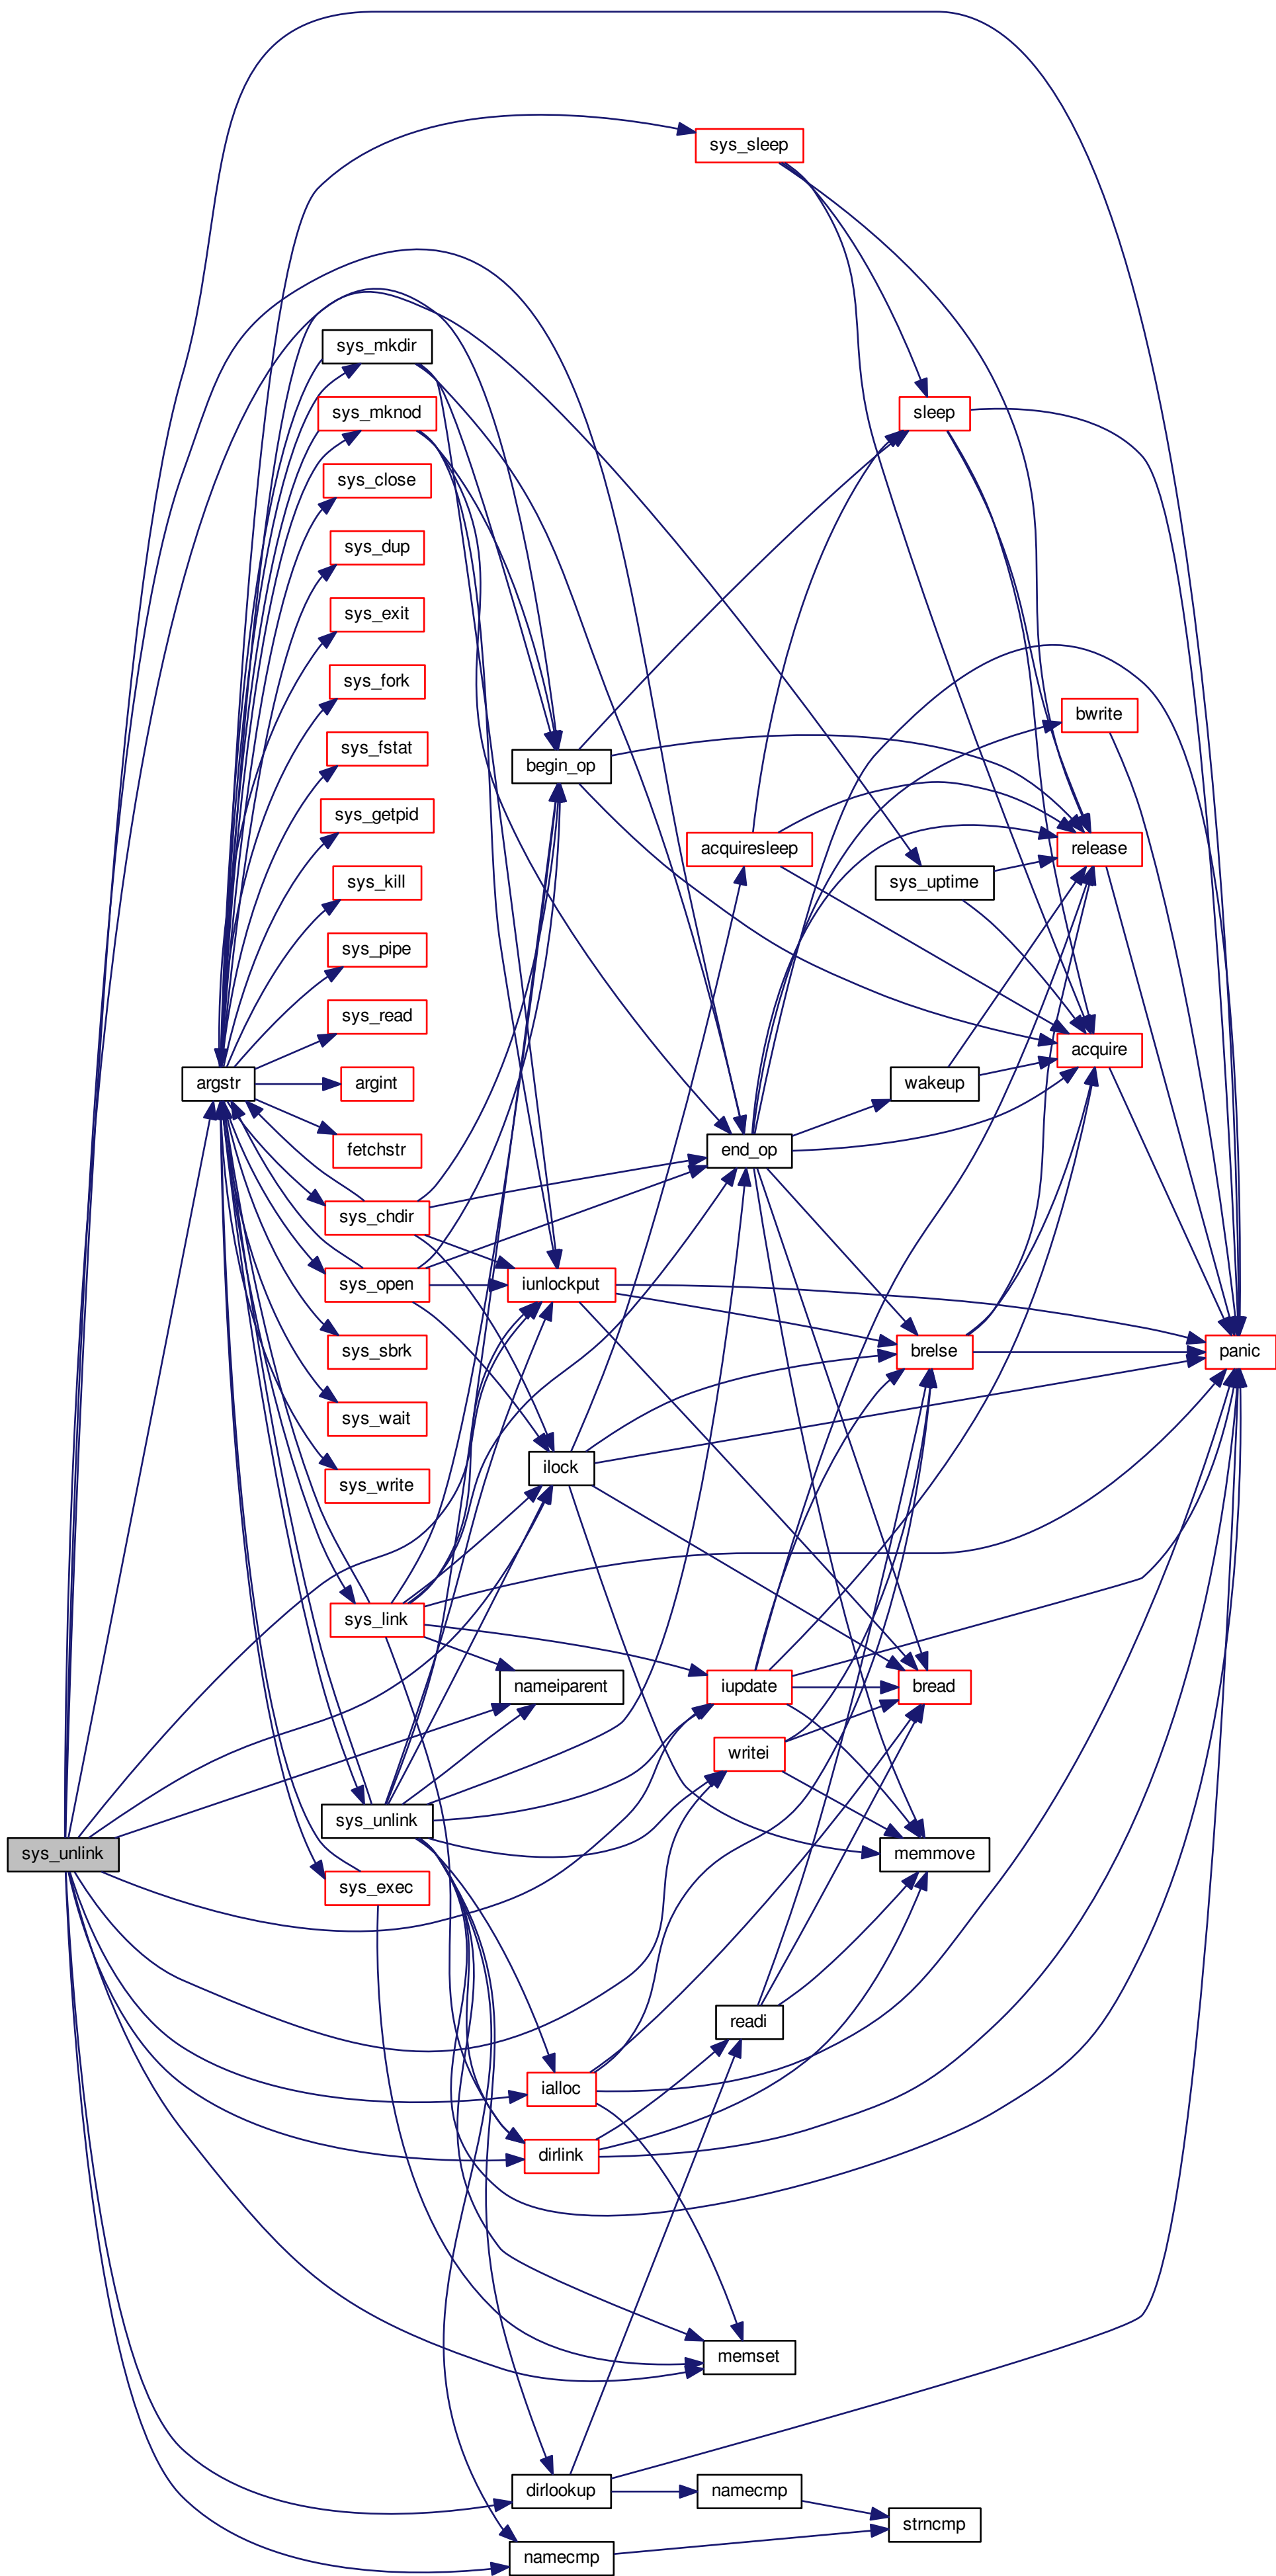 sys_sleep
sys_mkdir
sys_mknod
sleep
sys_close
sys_dup
sys_exit
sys_fork
bwrite
sys_fstat
begin_op
sys_getpid
acquiresleep
release
sys_kill
sys_uptime
sys_pipe
sys_read
acquire
argstr
argint
wakeup
fetchstr
end_op
sys_chdir
sys_open
iunlockput
sys_sbrk
brelse
panic
sys_wait
ilock
sys_write
sys_link
nameiparent
iupdate
bread
writei
sys_unlink
sys_unlink
memmove
sys_exec
readi
ialloc
dirlink
memset
dirlookup
namecmp
strncmp
namecmp